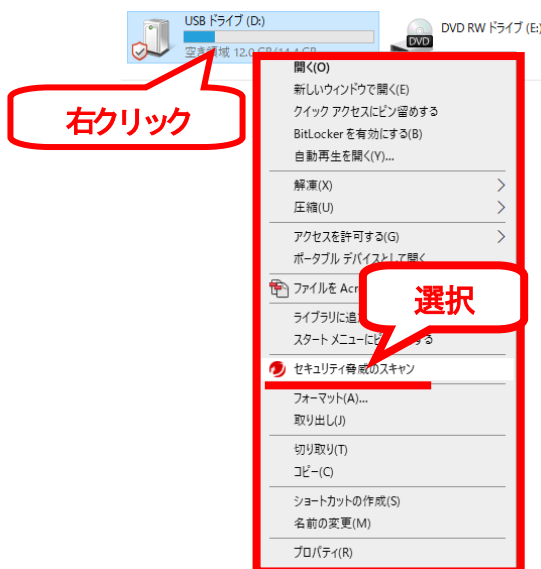 USB ドライブ (D:)
空き領域 12.0 GB/14.4 GB
DVD RW ドライブ (E:)
DVD
右クリック
開く(O)
新しいウィンドウで開く(E)
クイック アクセスにピン留めする
BitLocker を有効にする(B)
自動再生を開く(Y)...
解凍(X)
圧縮(U)
アクセスを許可する(G)
ポータブル デバイスとして開く
ファイルを Acr
選択
ライブラリに追
スタート メニューにピ する
セキュリティ脅威のスキャン
フォーマット(A)...
取り出し(J)
切り取り(T)
コピー(C)
ショートカットの作成(S)
名前の変更(M)
プロパティ(R)